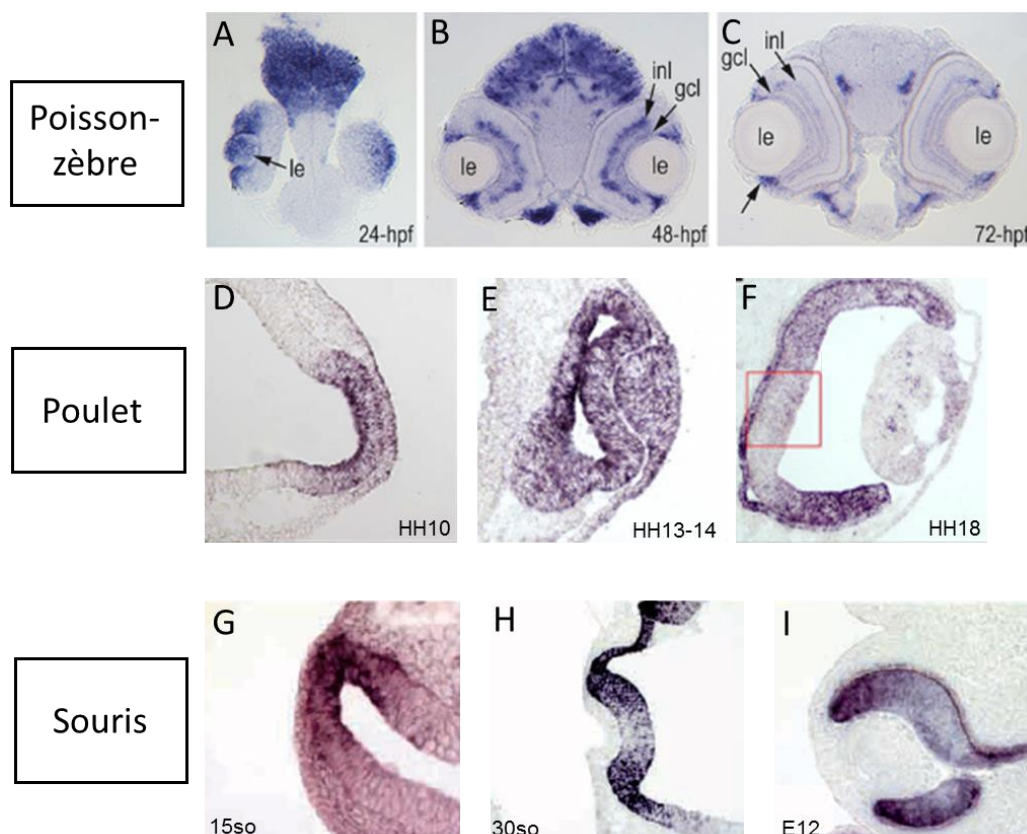 Poisson-
zèbre
A
le
24-hpf
B
inl
gcl
le
le
48-hpf
C
gcl
inl
le
le
72-hpf
Poulet
D
HH10
E
HH13-14
F
HH18
Souris
G
15so
H
30so
I
E12